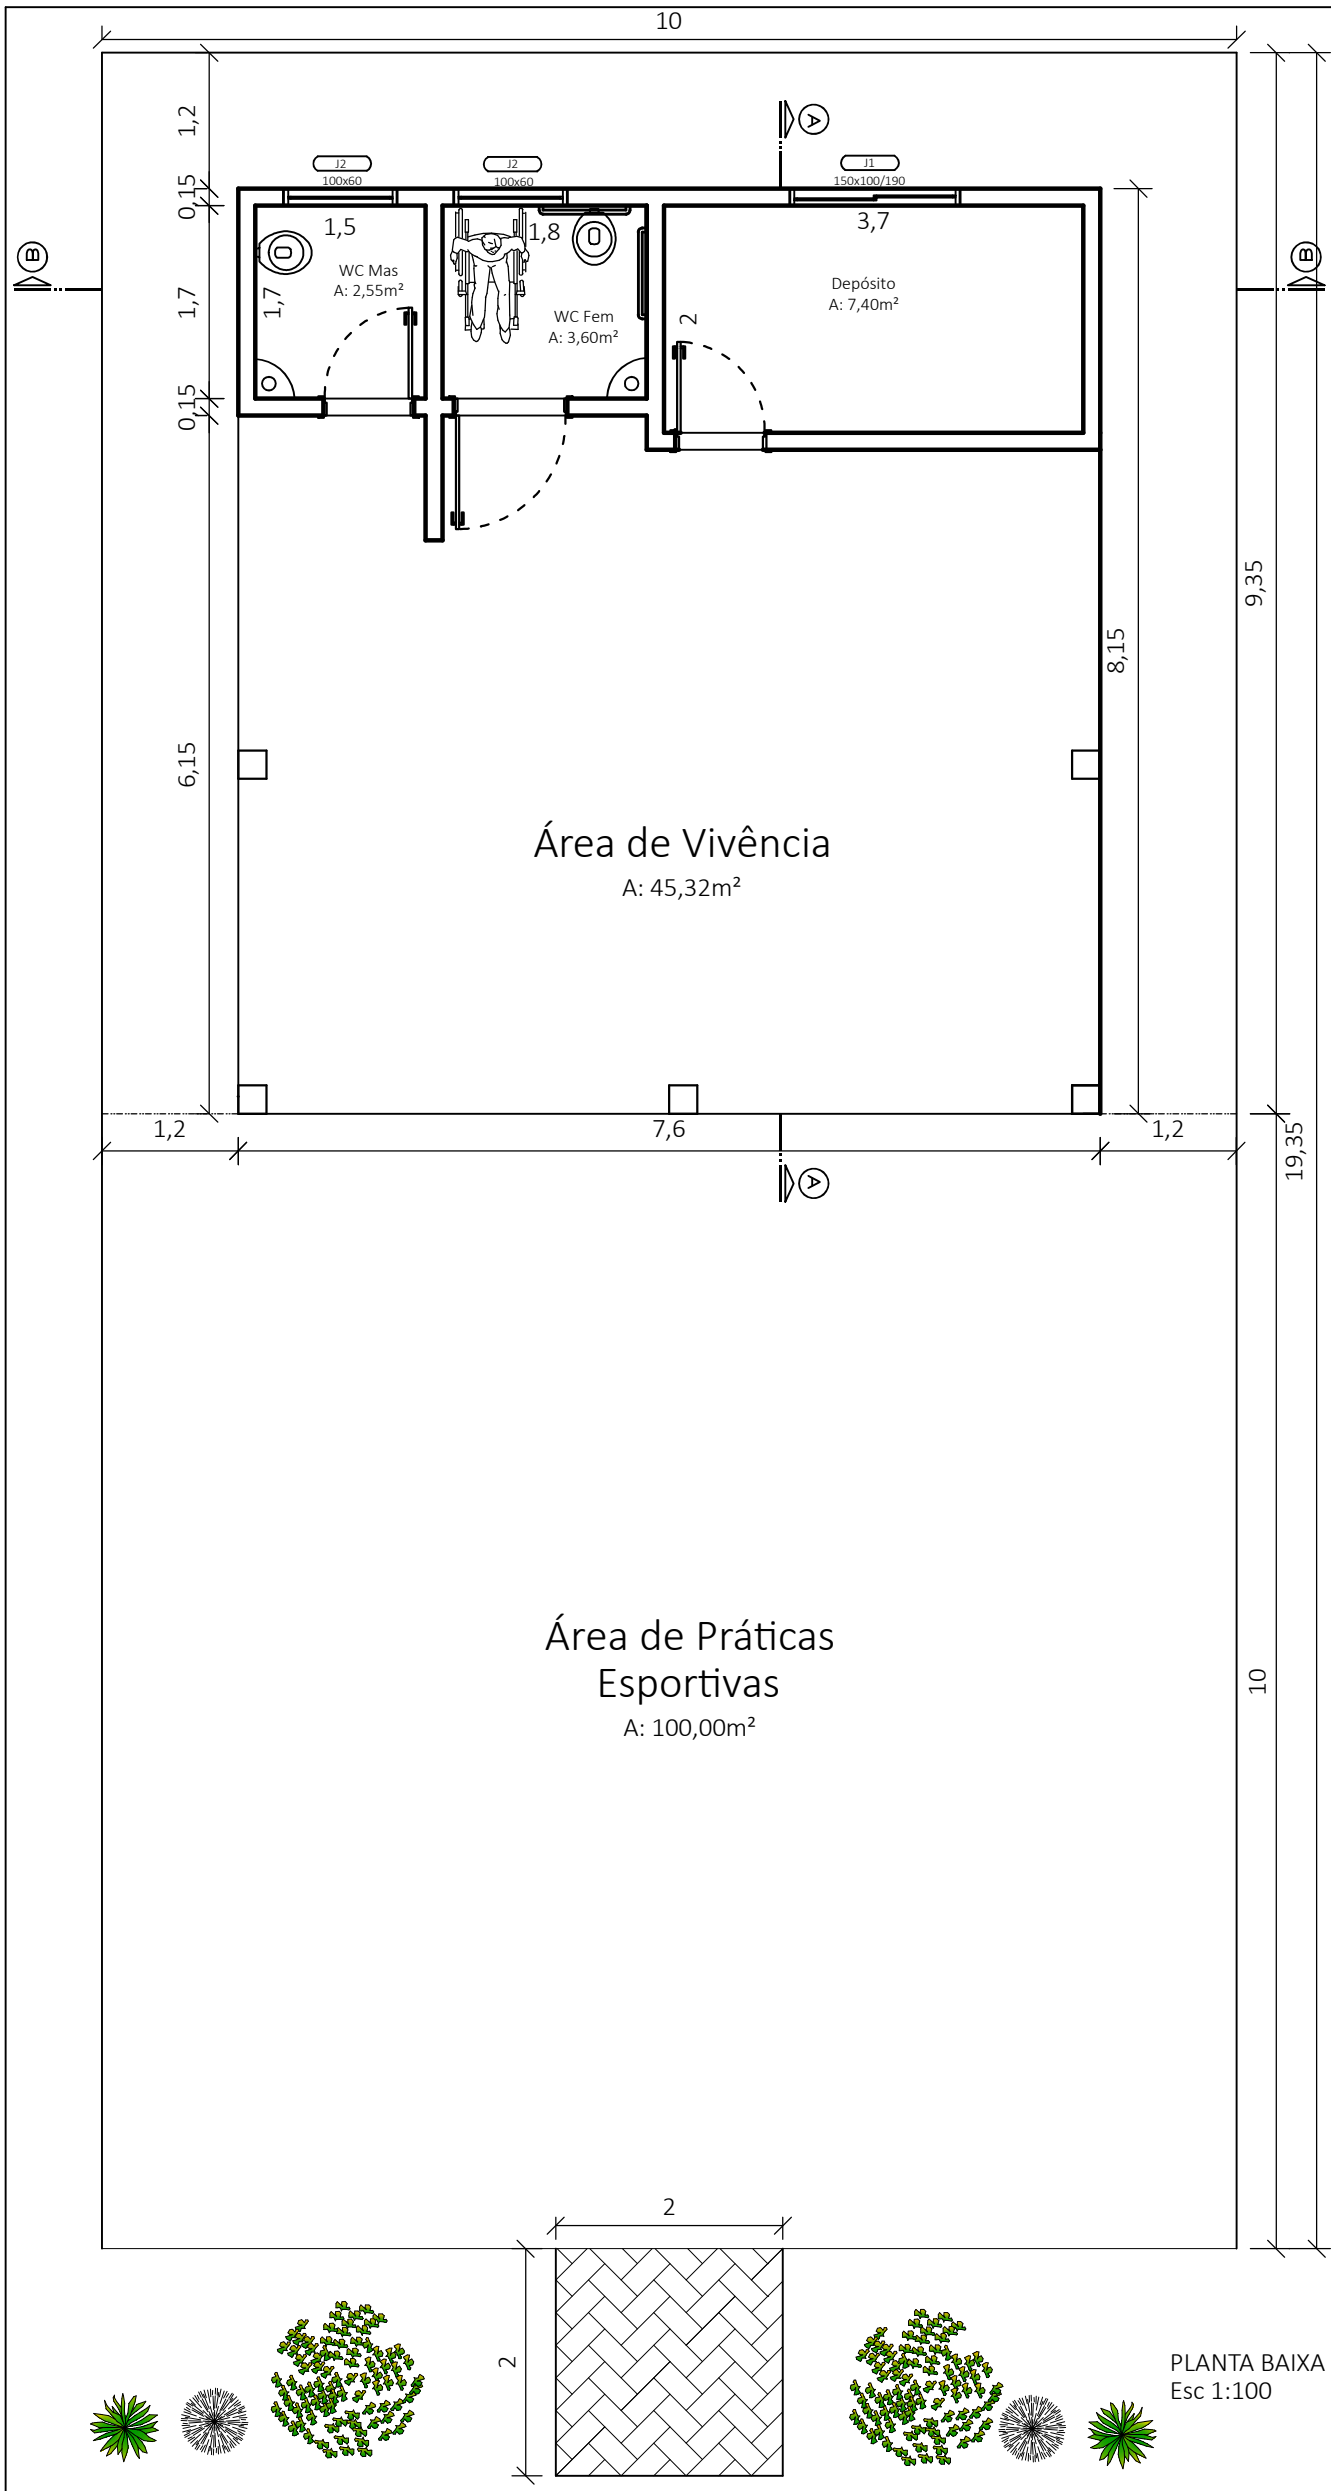 10
1,2
A
J2
100x60
J2
100x60
J1
150x100/190
0,15
1,5
1,8
3,7
B
B
WC Mas
A: 2,55m²
1,7
1,7
WC Fem
A: 3,60m²
Depósito
A: 7,40m²
2
0,15
9,35
8,15
6,15
Área de Vivência
A: 45,32m²
1,2
7,6
1,2
19,35
A
Área de Práticas
Esportivas
A: 100,00m²
10
2
2
PLANTA BAIXA
Esc 1:100